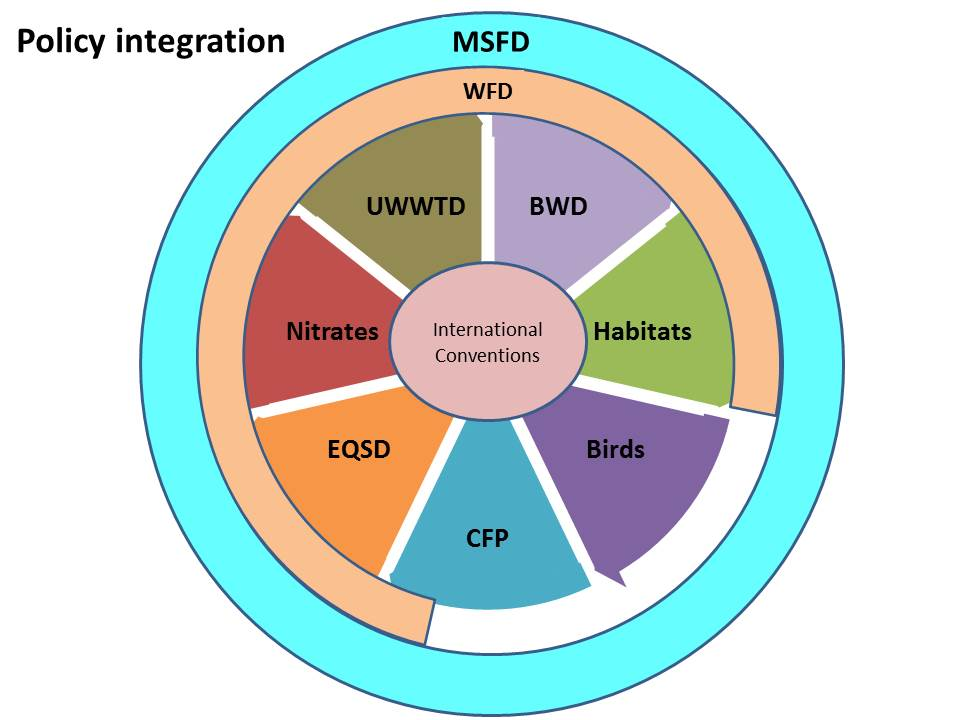 Policy integration
MSFD
WFD
UWWTD
BWD
Nitrates
International
Conventions
Habitats
EQSD
Birds
CFP